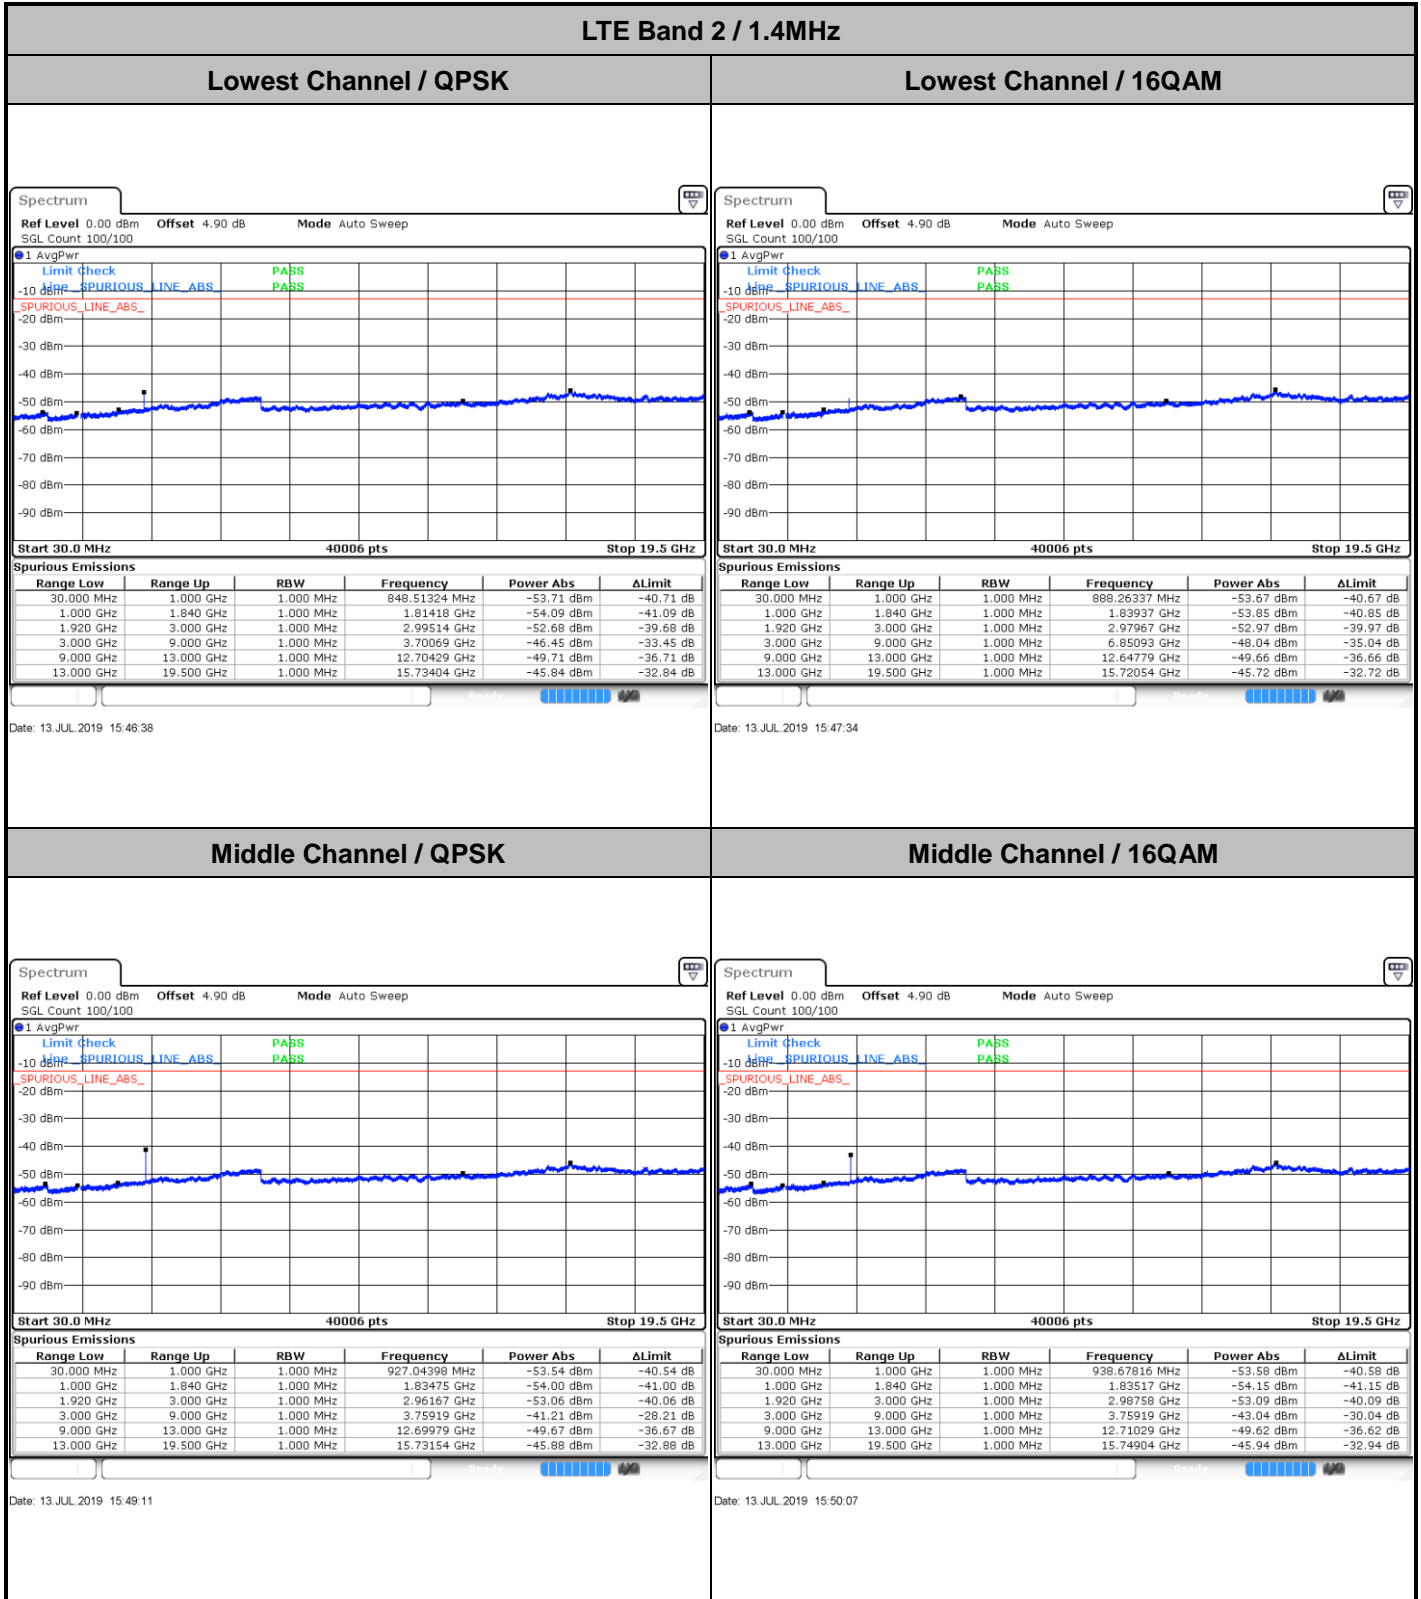 LTE Band 2 / 1.4MHz
Lowest Channel / QPSK
Lowest Channel / 16QAM
Spectrum
Ref Level 0.00 dBm Offset 4.90 dB Mode Auto Sweep
SGL Count 100/100
1 AvgPwr
Limit Check PASS
Line _SPURIOUS_LINE_ABS_ PASS
-10 dBm
_SPURIOUS_LINE_ABS_
-20 dBm
-30 dBm
-40 dBm
-50 dBm
-60 dBm
-70 dBm
-80 dBm
-90 dBm
Start 30.0 MHz 40006 pts Stop 19.5 GHz
Spurious Emissions
Range Low Range Up RBW Frequency Power Abs ΔLimit
30.000 MHz 1.000 GHz 1.000 MHz 848.51324 MHz -53.71 dBm -40.71 dB
1.000 GHz 1.840 GHz 1.000 MHz 1.81418 GHz -54.09 dBm -41.09 dB
1.920 GHz 3.000 GHz 1.000 MHz 2.99514 GHz -52.68 dBm -39.68 dB
3.000 GHz 9.000 GHz 1.000 MHz 3.70069 GHz -46.45 dBm -33.45 dB
9.000 GHz 13.000 GHz 1.000 MHz 12.70429 GHz -49.71 dBm -36.71 dB
13.000 GHz 19.500 GHz 1.000 MHz 15.73404 GHz -45.84 dBm -32.84 dB
Date: 13.JUL.2019 15:46:38
Spectrum
Ref Level 0.00 dBm Offset 4.90 dB Mode Auto Sweep
SGL Count 100/100
1 AvgPwr
Limit Check PASS
Line _SPURIOUS_LINE_ABS_ PASS
-10 dBm
_SPURIOUS_LINE_ABS_
-20 dBm
-30 dBm
-40 dBm
-50 dBm
-60 dBm
-70 dBm
-80 dBm
-90 dBm
Start 30.0 MHz 40006 pts Stop 19.5 GHz
Spurious Emissions
Range Low Range Up RBW Frequency Power Abs ΔLimit
30.000 MHz 1.000 GHz 1.000 MHz 888.26337 MHz -53.67 dBm -40.67 dB
1.000 GHz 1.840 GHz 1.000 MHz 1.83937 GHz -53.85 dBm -40.85 dB
1.920 GHz 3.000 GHz 1.000 MHz 2.97967 GHz -52.97 dBm -39.97 dB
3.000 GHz 9.000 GHz 1.000 MHz 6.85093 GHz -48.04 dBm -35.04 dB
9.000 GHz 13.000 GHz 1.000 MHz 12.64779 GHz -49.66 dBm -36.66 dB
13.000 GHz 19.500 GHz 1.000 MHz 15.72054 GHz -45.72 dBm -32.72 dB
Date: 13.JUL.2019 15:47:34
Middle Channel / QPSK
Middle Channel / 16QAM
Spectrum
Ref Level 0.00 dBm Offset 4.90 dB Mode Auto Sweep
SGL Count 100/100
1 AvgPwr
Limit Check PASS
Line _SPURIOUS_LINE_ABS_ PASS
-10 dBm
_SPURIOUS_LINE_ABS_
-20 dBm
-30 dBm
-40 dBm
-50 dBm
-60 dBm
-70 dBm
-80 dBm
-90 dBm
Start 30.0 MHz 40006 pts Stop 19.5 GHz
Spurious Emissions
Range Low Range Up RBW Frequency Power Abs ΔLimit
30.000 MHz 1.000 GHz 1.000 MHz 927.04398 MHz -53.54 dBm -40.54 dB
1.000 GHz 1.840 GHz 1.000 MHz 1.83475 GHz -54.00 dBm -41.00 dB
1.920 GHz 3.000 GHz 1.000 MHz 2.96167 GHz -53.06 dBm -40.06 dB
3.000 GHz 9.000 GHz 1.000 MHz 3.75919 GHz -41.21 dBm -28.21 dB
9.000 GHz 13.000 GHz 1.000 MHz 12.69979 GHz -49.67 dBm -36.67 dB
13.000 GHz 19.500 GHz 1.000 MHz 15.73154 GHz -45.88 dBm -32.88 dB
Date: 13.JUL.2019 15:49:11
Spectrum
Ref Level 0.00 dBm Offset 4.90 dB Mode Auto Sweep
SGL Count 100/100
1 AvgPwr
Limit Check PASS
Line _SPURIOUS_LINE_ABS_ PASS
-10 dBm
_SPURIOUS_LINE_ABS_
-20 dBm
-30 dBm
-40 dBm
-50 dBm
-60 dBm
-70 dBm
-80 dBm
-90 dBm
Start 30.0 MHz 40006 pts Stop 19.5 GHz
Spurious Emissions
Range Low Range Up RBW Frequency Power Abs ΔLimit
30.000 MHz 1.000 GHz 1.000 MHz 938.67816 MHz -53.58 dBm -40.58 dB
1.000 GHz 1.840 GHz 1.000 MHz 1.83517 GHz -54.15 dBm -41.15 dB
1.920 GHz 3.000 GHz 1.000 MHz 2.98758 GHz -53.09 dBm -40.09 dB
3.000 GHz 9.000 GHz 1.000 MHz 3.75919 GHz -43.04 dBm -30.04 dB
9.000 GHz 13.000 GHz 1.000 MHz 12.71029 GHz -49.62 dBm -36.62 dB
13.000 GHz 19.500 GHz 1.000 MHz 15.74904 GHz -45.94 dBm -32.94 dB
Date: 13.JUL.2019 15:50:07